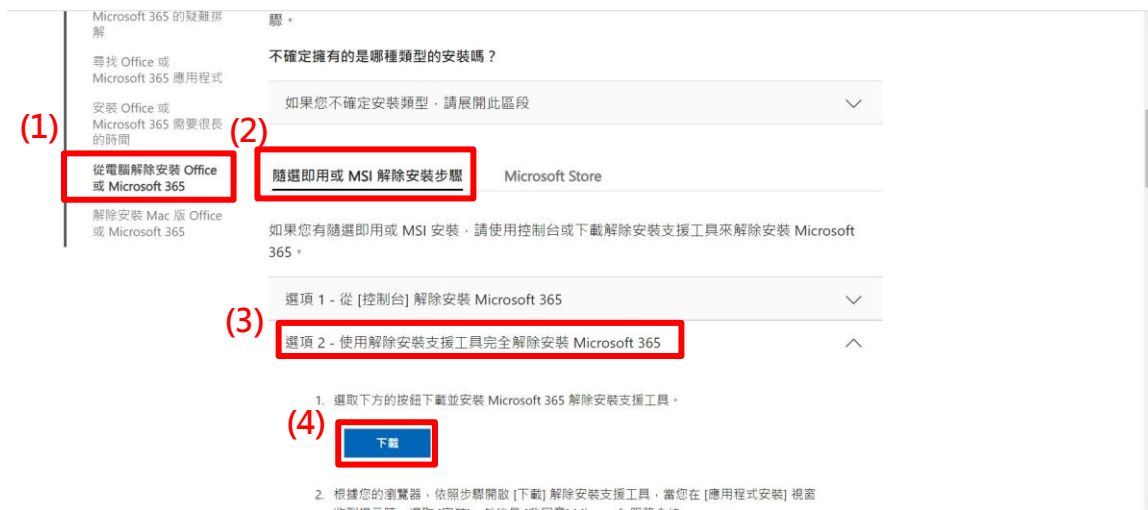 Microsoft 365 的疑難排
解
尋找 Office 或
Microsoft 365 應用程式
安裝 Office 或
Microsoft 365 需要很長
的時間
(1)
從電腦解除安裝 Office
或 Microsoft 365
解除安裝 Mac 版 Office
或 Microsoft 365
驟。
不確定擁有的是哪種類型的安裝嗎？
如果您不確定安裝類型，請展開此區段
(2)
隨選即用或 MSI 解除安裝步驟
Microsoft Store
如果您有隨選即用或 MSI 安裝，請使用控制台或下載解除安裝支援工具來解除安裝 Microsoft
365。
選項 1 - 從 [控制台] 解除安裝 Microsoft 365
(3)
選項 2 - 使用解除安裝支援工具完全解除安裝 Microsoft 365
1. 選取下方的按鈕下載並安裝 Microsoft 365 解除安裝支援工具。
(4)
下載
2. 根據您的瀏覽器，依照步驟開啟 [下載] 解除安裝支援工具，當您在 [應用程式安裝] 視窗